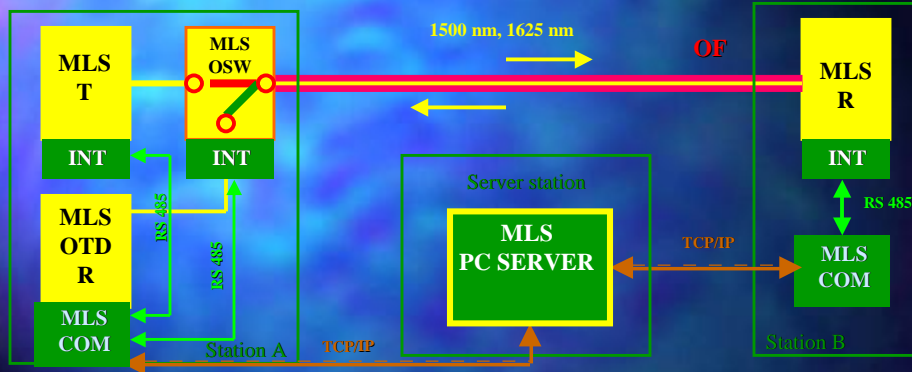 MLS
T
INT
MLS
OSW
INT
1500 nm, 1625 nm
OF
MLS
R
INT
RS 485
MLS
COM
Station B
MLS
OTD
R
MLS
COM
RS 485
RS 485
Station A
TCP/IP
Server station
MLS
PC SERVER
TCP/IP